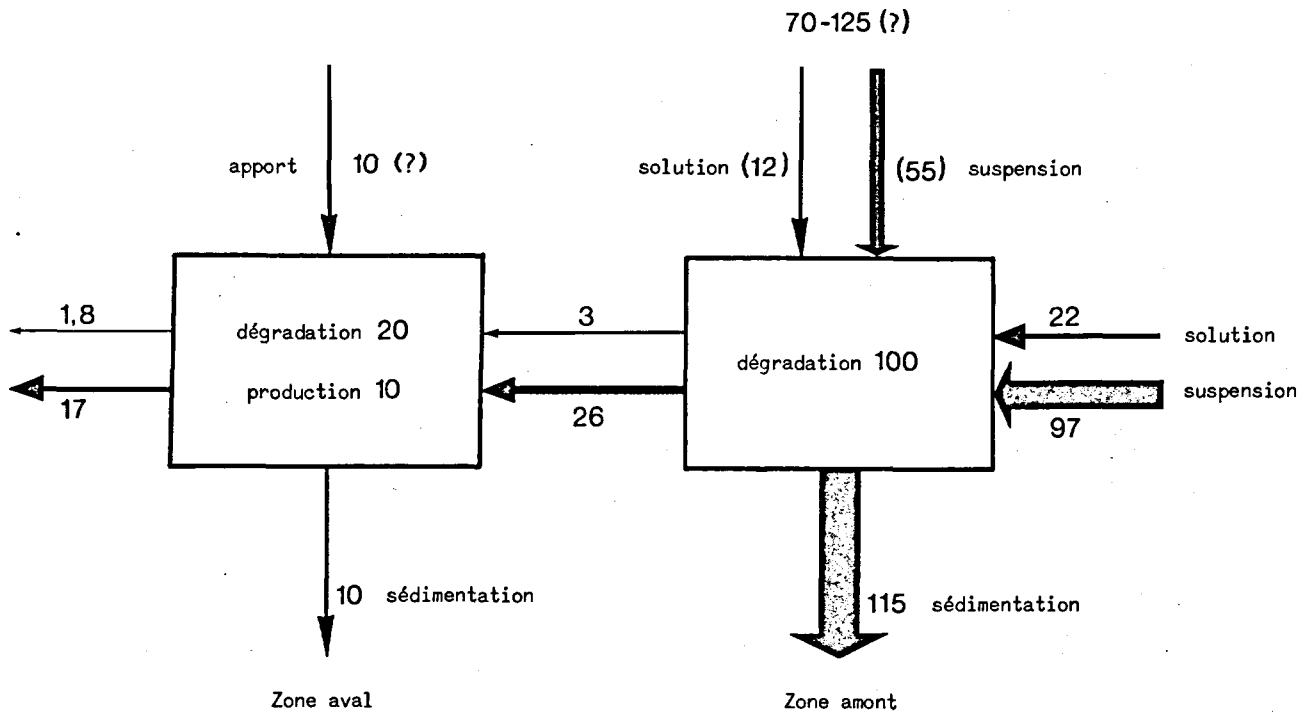 70-125 (?)
apport 10 (?)
solution (12)
(55) suspension
1,8
dégradation 20
3
dégradation 100
22 solution
17
production 10
26
97
suspension
10 sédimentation
115 sédimentation
Zone aval
Zone amont